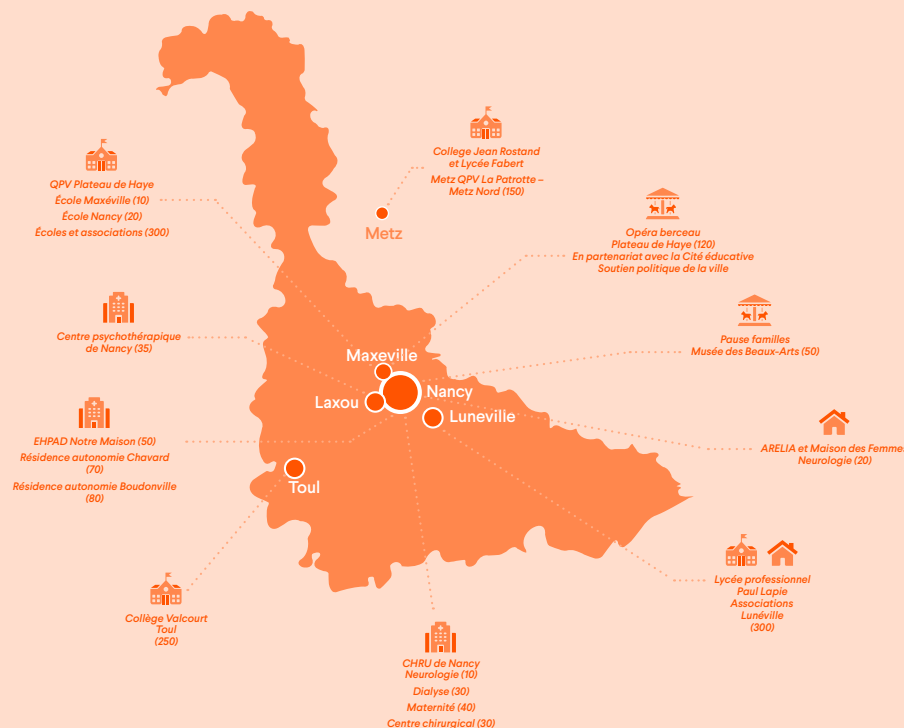 College Jean Rostand
et Lycée Fabert
Metz QPV La Patrotte –
Metz Nord (150)
QPV Plateau de Haye
École Maxéville (10)
École Nancy (20)
Écoles et associations (300)
Metz
Opéra berceau
Plateau de Haye (120)
En partenariat avec la Cité éducative
Soutien politique de la ville
Centre psychothérapique
de Nancy (35)
Pause familles
Musée des Beaux-Arts (50)
Maxeville
Nancy
Laxou
Luneville
EHPAD Notre Maison (50)
Résidence autonomie Chavard
(70)
Résidence autonomie Boudonville
(80)
ARELIA et Maison des Femmes
Neurologie (20)
Toul
Lycée professionnel
Paul Lapie
Associations
Lunéville
(300)
Collège Valcourt
Toul
(250)
CHRU de Nancy
Neurologie (10)
Dialyse (30)
Maternité (40)
Centre chirurgical (30)